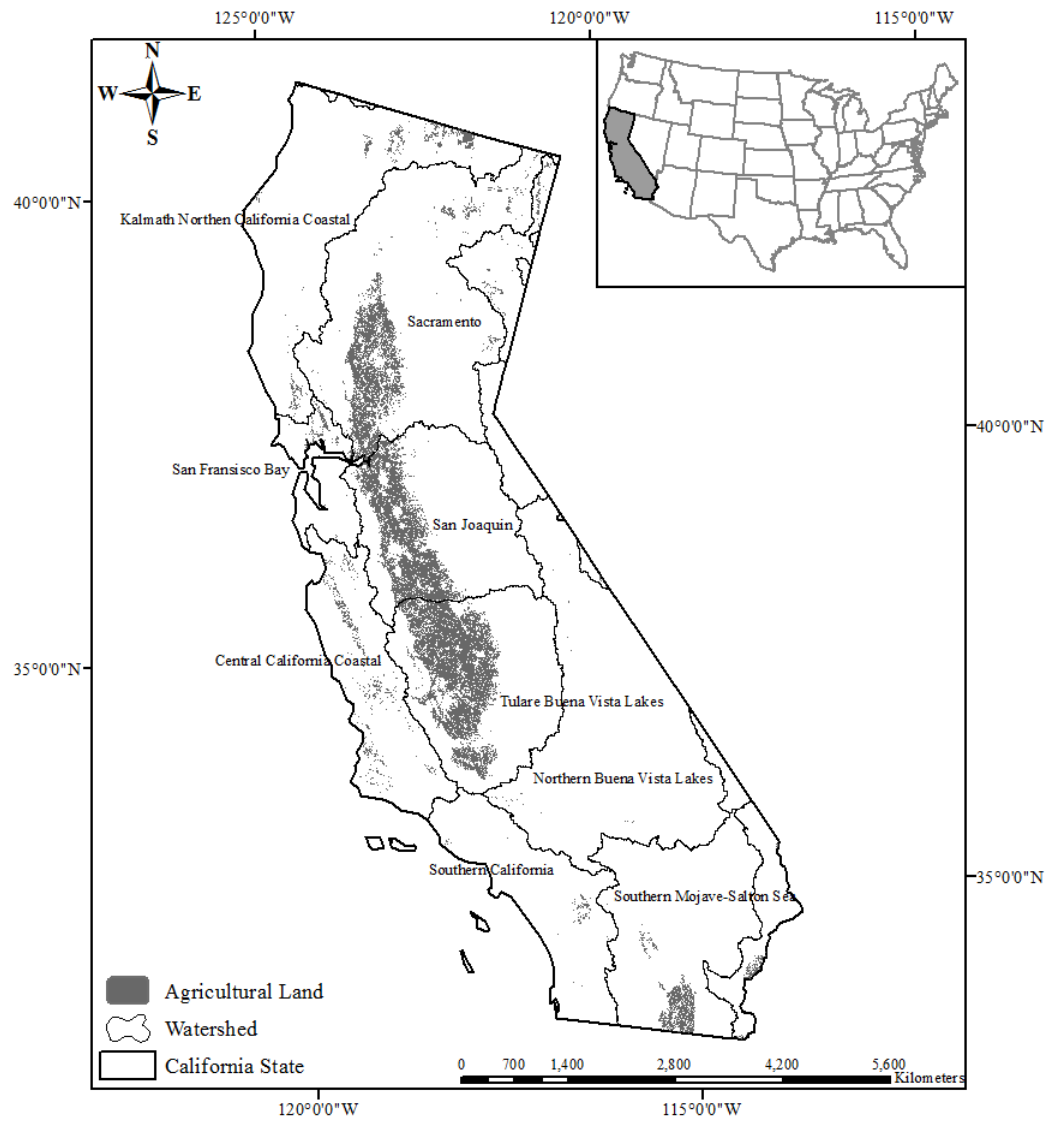 125°0'0"W 120°0'0"W 115°0'0"W
N
W E
S
40°0'0"N
Kalmath Northen California Coastal
Sacramento
40°0'0"N
San Fransisco Bay
San Joaquin
Central California Coastal
35°0'0"N
Tulare Buena Vista Lakes
Northern Buena Vista Lakes
Southern California
35°0'0"N
Southern Mojave-Salton Sea
Agricultural Land
Watershed
California State
0 700 1,400 2,800 4,200 5,600
Kilometers
120°0'0"W 115°0'0"W